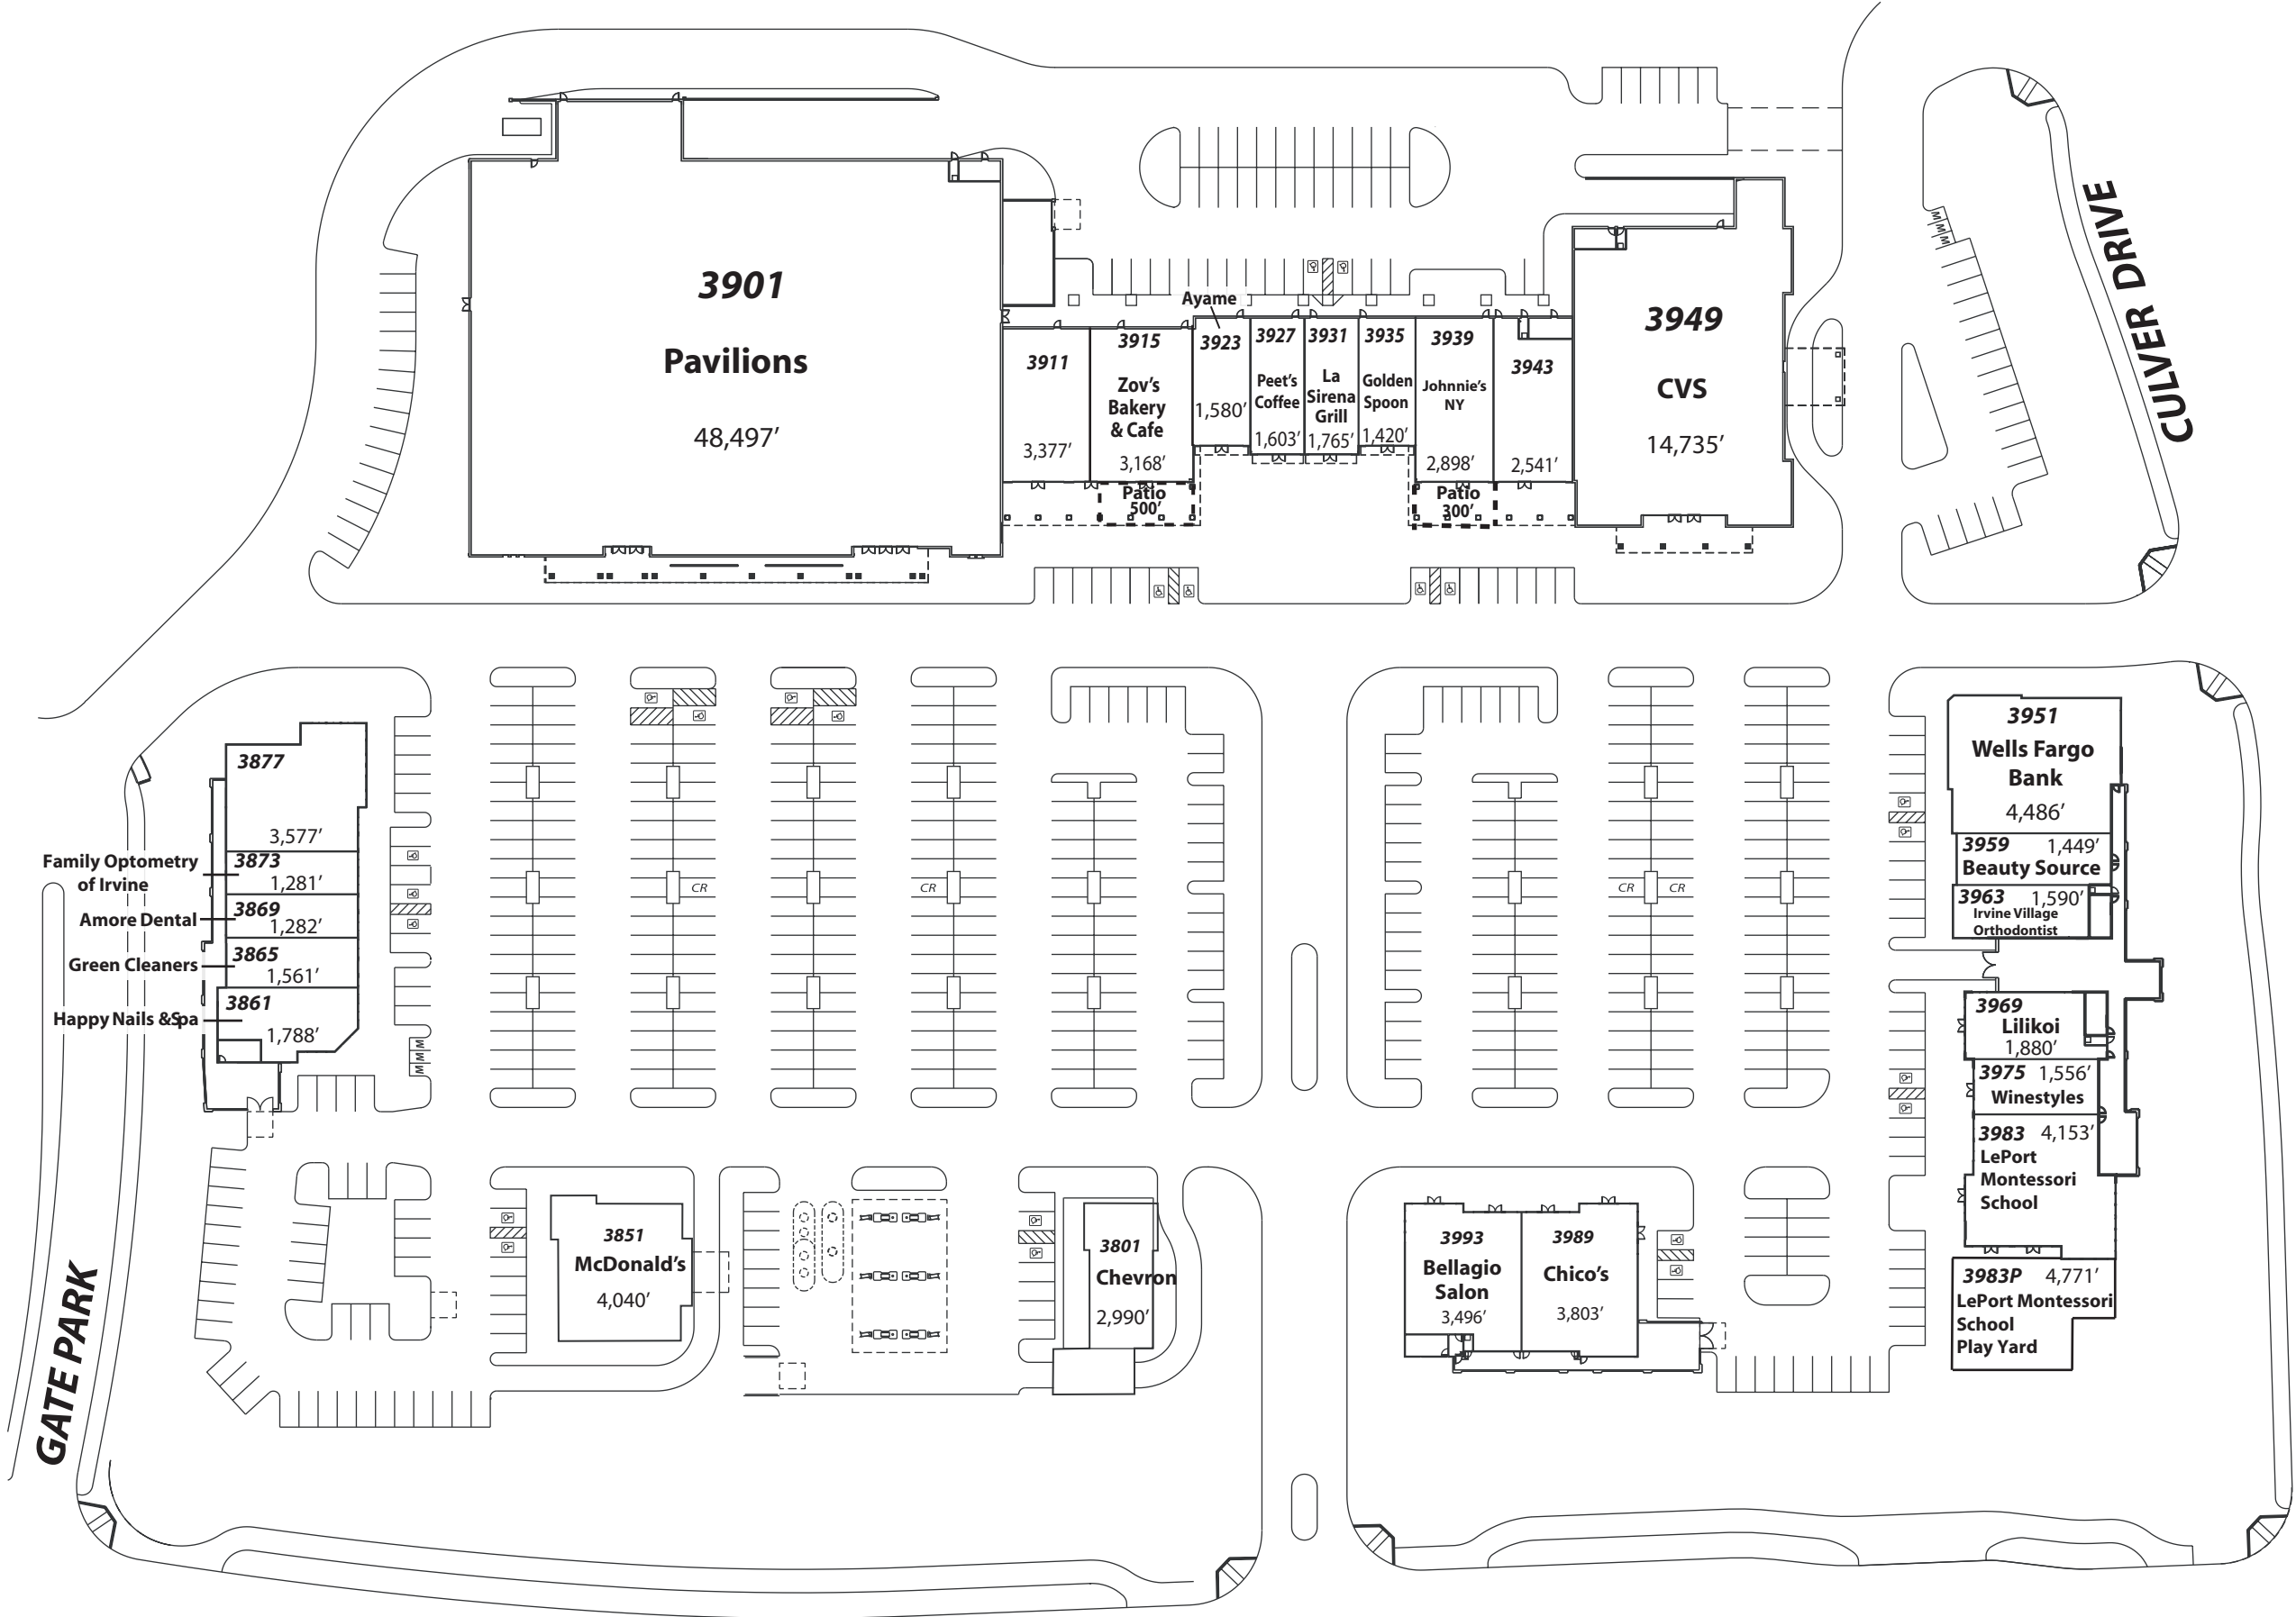 3901
Pavilions
48,497′
3911
3,377′
3915
Zov's
Bakery
& Cafe
3,168′
Patio
500′
Ayame
3923
1,580′
3927
Peet's
Coffee
1,603′
3931
La
Sirena
Grill
1,765′
3935
Golden
Spoon
1,420′
3939
Johnnie's
NY
2,898′
Patio
300′
3943
2,541′
3949
CVS
14,735′
M
M
M
CULVER DRIVE
3877
3,577′
Family Optometry
of Irvine
3873
1,281′
Amore Dental
3869
1,282′
Green Cleaners
3865
1,561′
Happy Nails &Spa
3861
1,788′
M
M
M
CR
CR
CR
CR
3951
Wells Fargo
Bank
4,486′
3959 1,449′
Beauty Source
3963 1,590′
Irvine Village
Orthodontist
3969
Lilikoi
1,880′
3975 1,556′
Winestyles
3983 4,153′
LePort
Montessori
School
3983P 4,771′
LePort Montessori
School
Play Yard
GATE PARK
3851
McDonald's
4,040′
3801
Chevron
2,990′
3993
Bellagio
Salon
3,496′
3989
Chico's
3,803′